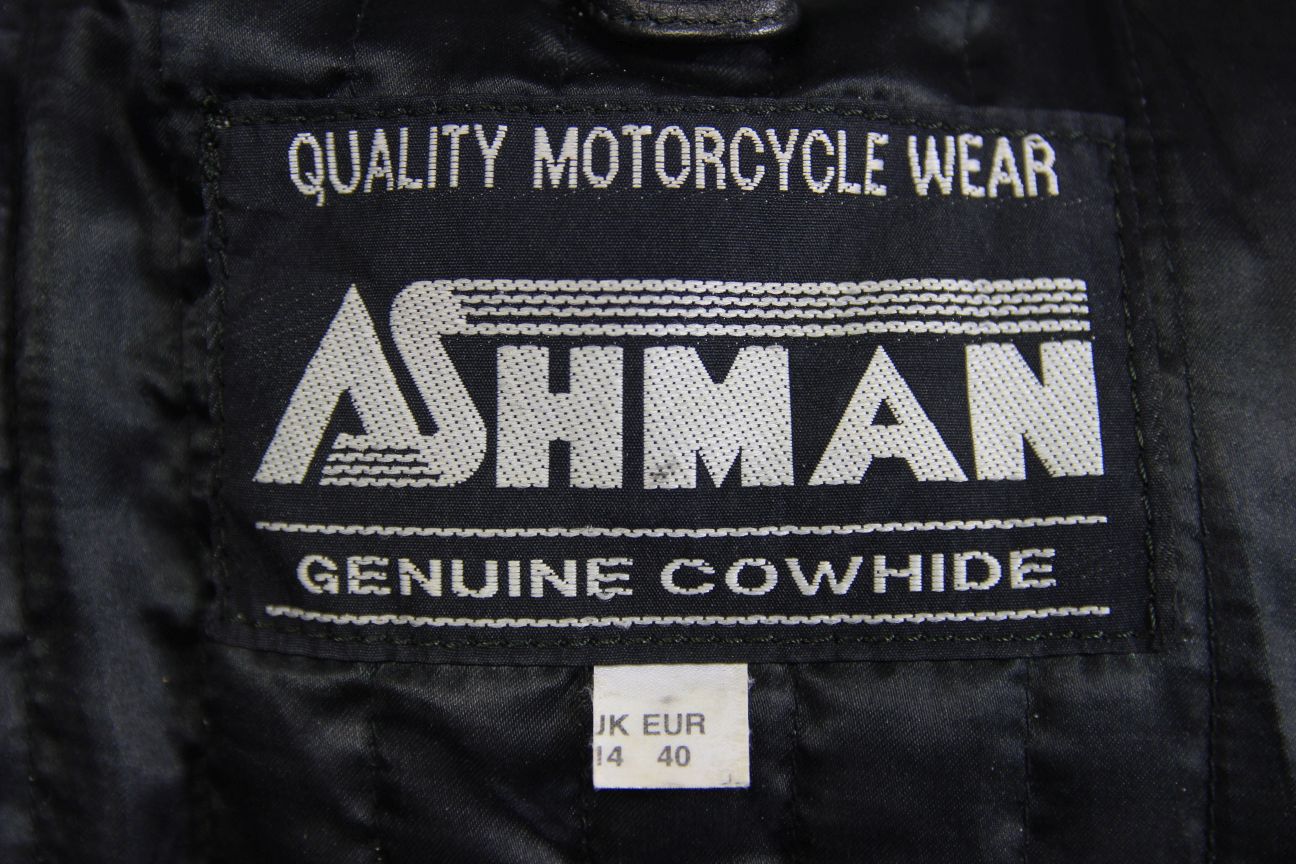 QUALITY MOTORCYCLE WEAR
ASHMAN
GENUINE COWHIDE
UK EUR
14 40